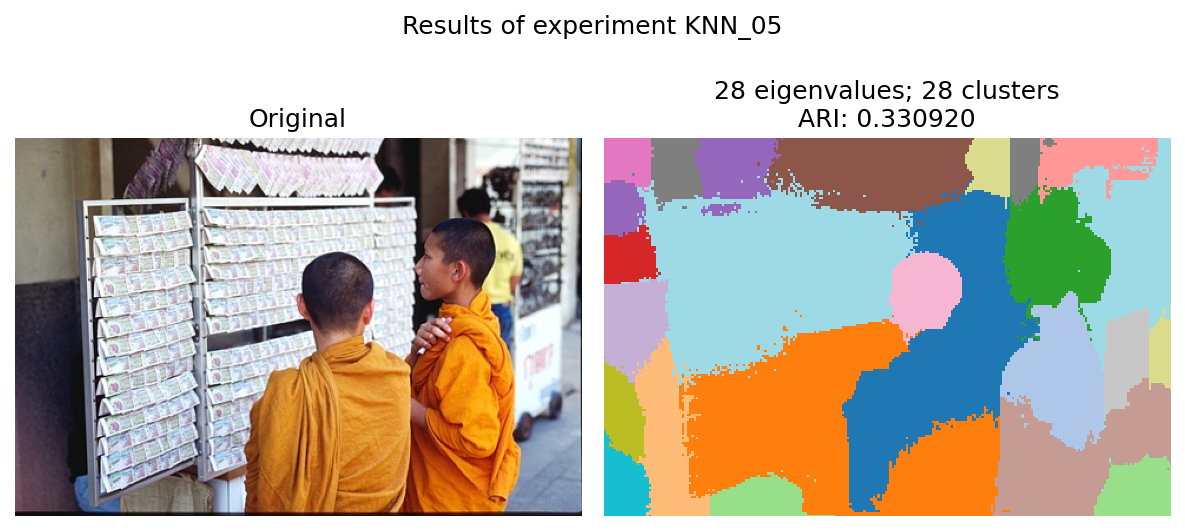 Results of experiment KNN_05
Original
28 eigenvalues; 28 clusters
ARI: 0.330920